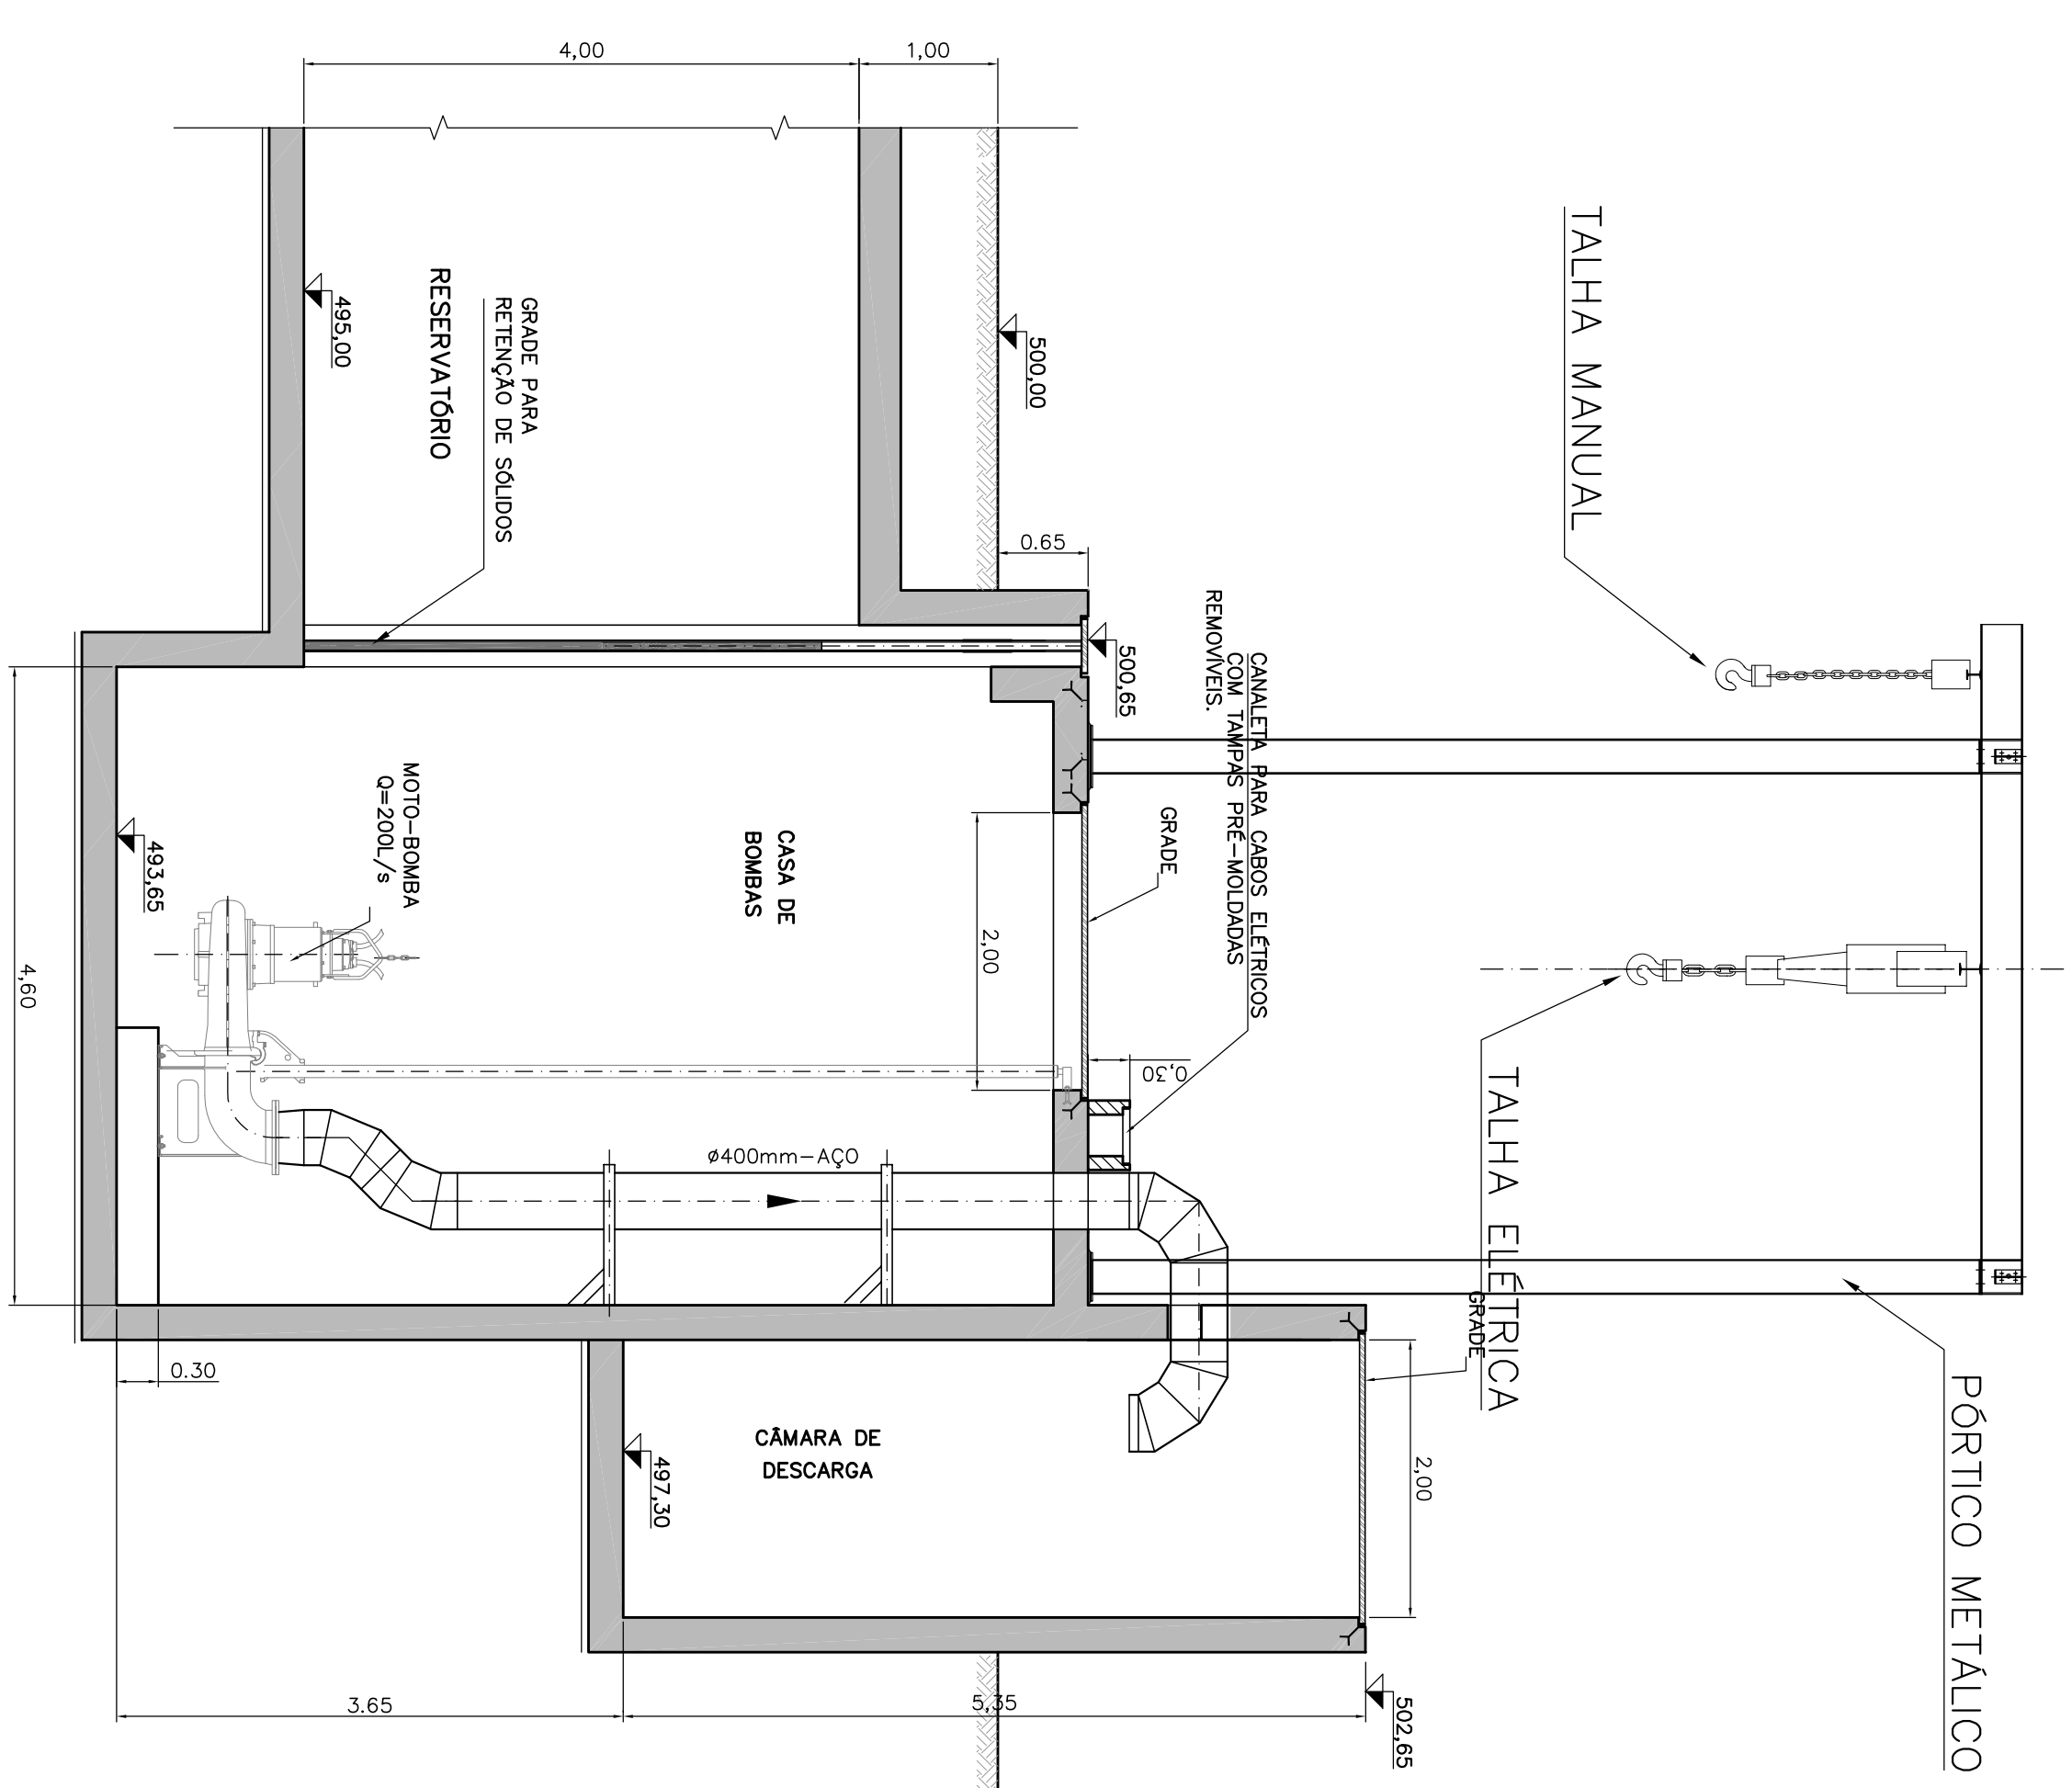 4,00
1,00
TALHA MANUAL
500,00
495,00
RESERVATÓRIO
GRADE PARA
RETENÇÃO DE SÓLIDOS
0.65
500,65
CANALETA PARA CABOS ELÉTRICOS
COM TAMPAS PRÉ-MOLDADAS
REMOVÍVEIS.
GRADE
MOTO-BOMBA
Q=200L/s
CASA DE
BOMBAS
493,65
2,00
4,60
0,30
TALHA ELÉTRICA
ø400mm-AÇO
GRADE
0.30
PÓRTICO METÁLICO
CÂMARA DE
DESCARGA
497,30
2,00
3.65
5,35
502,65